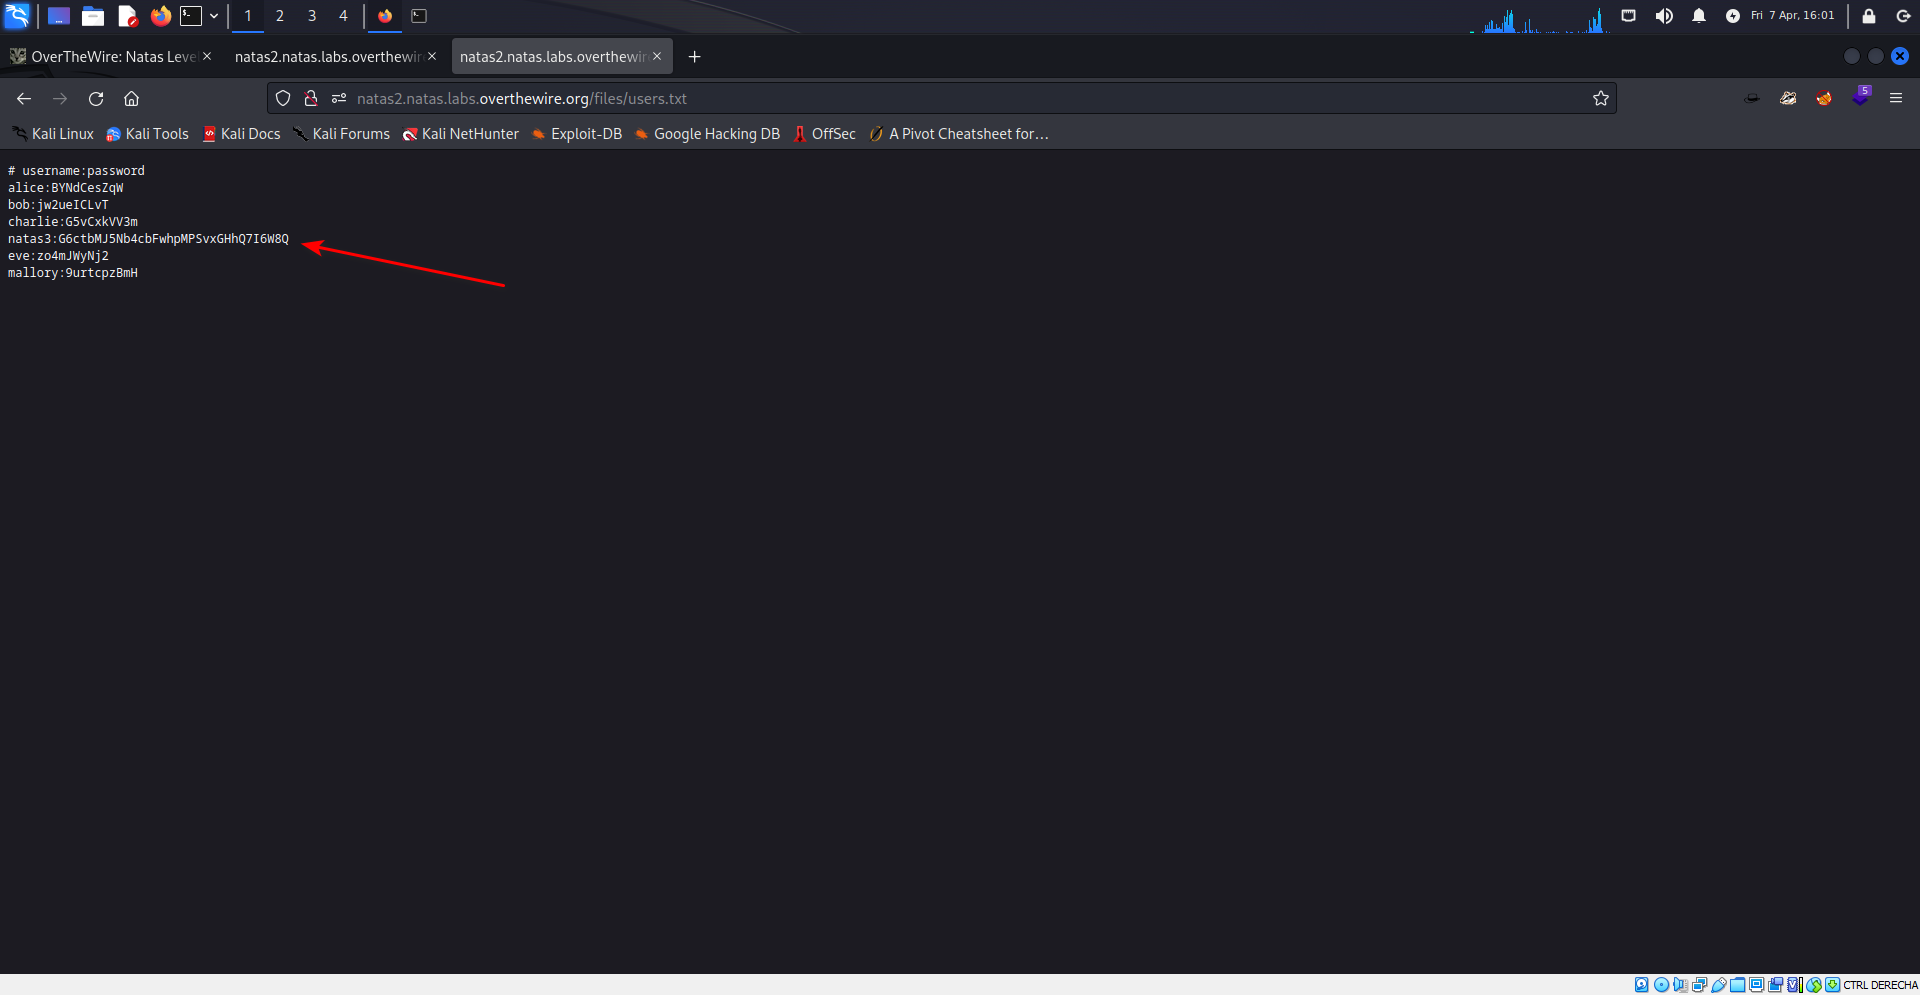 1 2 3 4 Fri 7 Apr, 16:01
OverTheWire: Natas Leve natas2.natas.labs.overthewir natas2.natas.labs.overthewir
natas2.natas.labs.overthewire.org/files/users.txt 5
Kali Linux Kali Tools Kali Docs Kali Forums Kali NetHunter Exploit-DB Google Hacking DB OffSec A Pivot Cheatsheet for…
# username:password
alice:BYNdCesZqW
bob:jw2ueICLvT
charlie:G5vCxkVV3m
natas3:G6ctbMJ5Nb4cbFwhpMPSvxGHhQ7I6W8Q
eve:zo4mJWyNj2
mallory:9urtcpzBmH
CTRL DERECHA